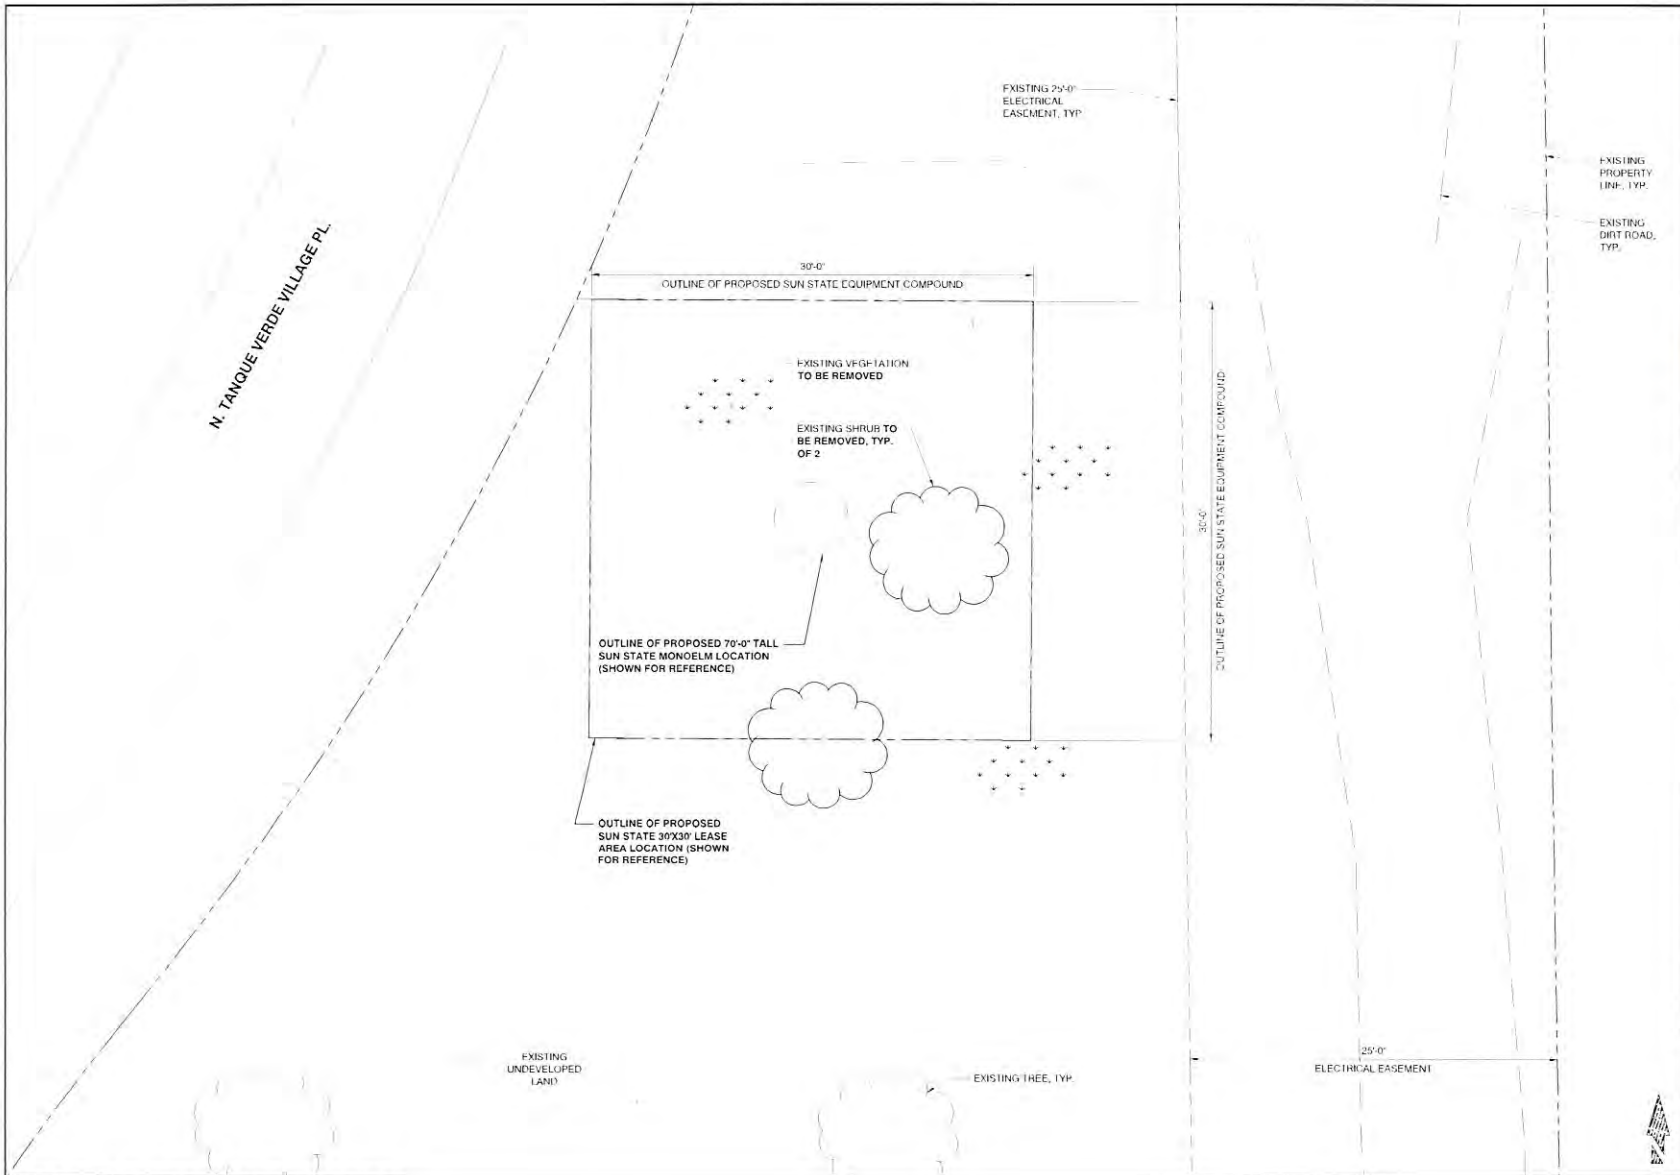 EXISTING 25'-0"
ELECTRICAL
EASEMENT, TYP
EXISTING
PROPERTY
LINE, TYP.
EXISTING
DIRT ROAD,
TYP.
N. TANQUE VERDE VILLAGE PL.
30'-0"
OUTLINE OF PROPOSED SUN STATE EQUIPMENT COMPOUND
EXISTING VEGETATION
TO BE REMOVED
EXISTING SHRUB TO
BE REMOVED, TYP.
OF 2
30'-0"
OUTLINE OF PROPOSED SUN STATE EQUIPMENT COMPOUND
OUTLINE OF PROPOSED 70'-0" TALL
SUN STATE MONOELM LOCATION
(SHOWN FOR REFERENCE)
OUTLINE OF PROPOSED
SUN STATE 30'X30' LEASE
AREA LOCATION (SHOWN
FOR REFERENCE)
EXISTING
UNDEVELOPED
LAND
EXISTING TREE, TYP.
25'-0"
ELECTRICAL EASEMENT
N